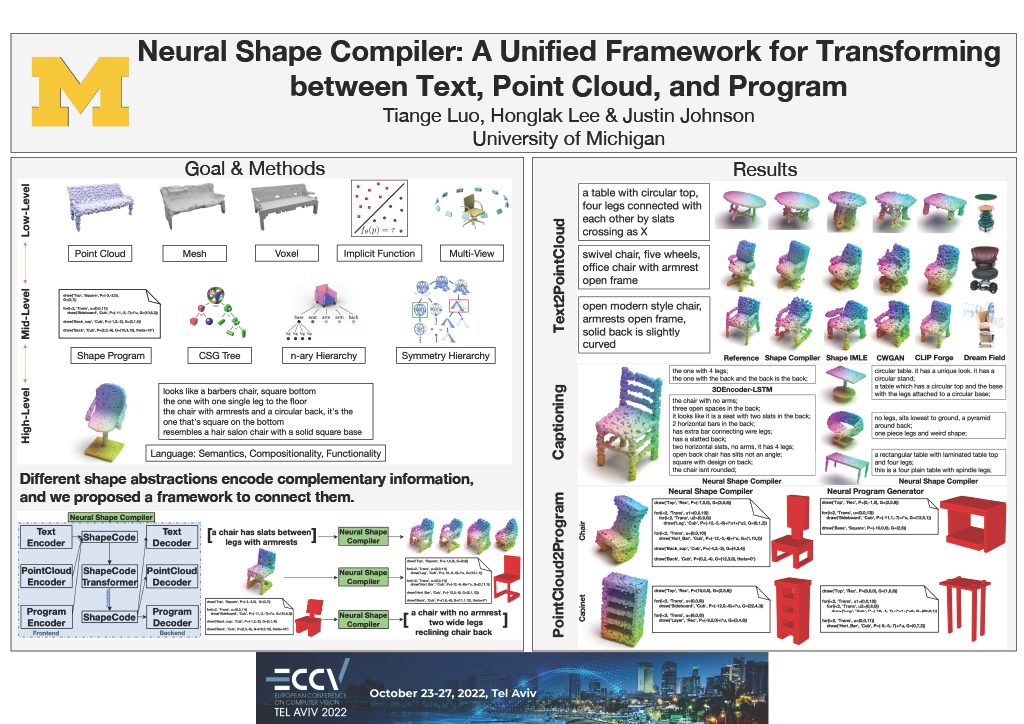 Neural Shape Compiler: A Unified Framework for Transforming
between Text, Point Cloud, and Program
Tiange Luo, Honglak Lee & Justin Johnson
University of Michigan
Goal & Methods
Low-Level
Point Cloud
Mesh
Voxel
Implicit Function
Multi-View
Mid-Level
Shape Program
CSG Tree
n-ary Hierarchy
Symmetry Hierarchy
base seat arm arm back
High-Level
looks like a barbers chair, square bottom
the one with one single leg to the floor
the chair with armrests and a circular back, it's the
one that's square on the bottom
resembles a hair salon chair with a solid square base
Language: Semantics, Compositionality, Functionality
Different shape abstractions encode complementary information,
and we proposed a framework to connect them.
Neural Shape Compiler
Text
Encoder
ShapeCode
Text
Decoder
PointCloud
Encoder
ShapeCode
Transformer
PointCloud
Decoder
Program
Encoder
ShapeCode
Program
Decoder
Frontend
Backend
[a chair has slats between
legs with armrests]
Neural Shape
Compiler
Neural Shape
Compiler
Neural Shape
Compiler
[a chair with no armrest
two wide legs
reclining chair back]
Results
Text2PointCloud
a table with circular top,
four legs connected with
each other by slats
crossing as X
swivel chair, five wheels,
office chair with armrest
open frame
open modern style chair,
armrests open frame,
solid back is slightly
curved
Reference
Shape Compiler
Shape IMLE
CWGAN
CLIP Forge
Dream Field
Captioning
the one with 4 legs;
the one with the back and the back is the back;
3DEncoder-LSTM
the chair with no arms;
three open spaces in the back;
it looks like it is a seat with two slats in the back;
2 horizontal bars in the back;
has extra bar connecting wire legs;
has a slatted back;
two horizontal slats, no arms, it has 4 legs;
open back chair has slits not an angle;
square with design on back;
the chair isnt rounded;
Neural Shape Compiler
circular table. it has a unique look. it has a
circular stand;
a table which has a circular top and the base
with the legs attached to a circular base;
no legs, sits lowest to ground, a pyramid
around back;
one piece legs and weird shape;
a rectangular table with laminated table top
and four legs;
this is a four plain table with spindle legs;
Neural Shape Compiler
PointCloud2Program
Neural Shape Compiler
Neural Program Generator
Chair
Cabinet
ECCV
EUROPEAN CONFERENCE
ON COMPUTER VISION
TEL AVIV 2022
October 23-27, 2022, Tel Aviv